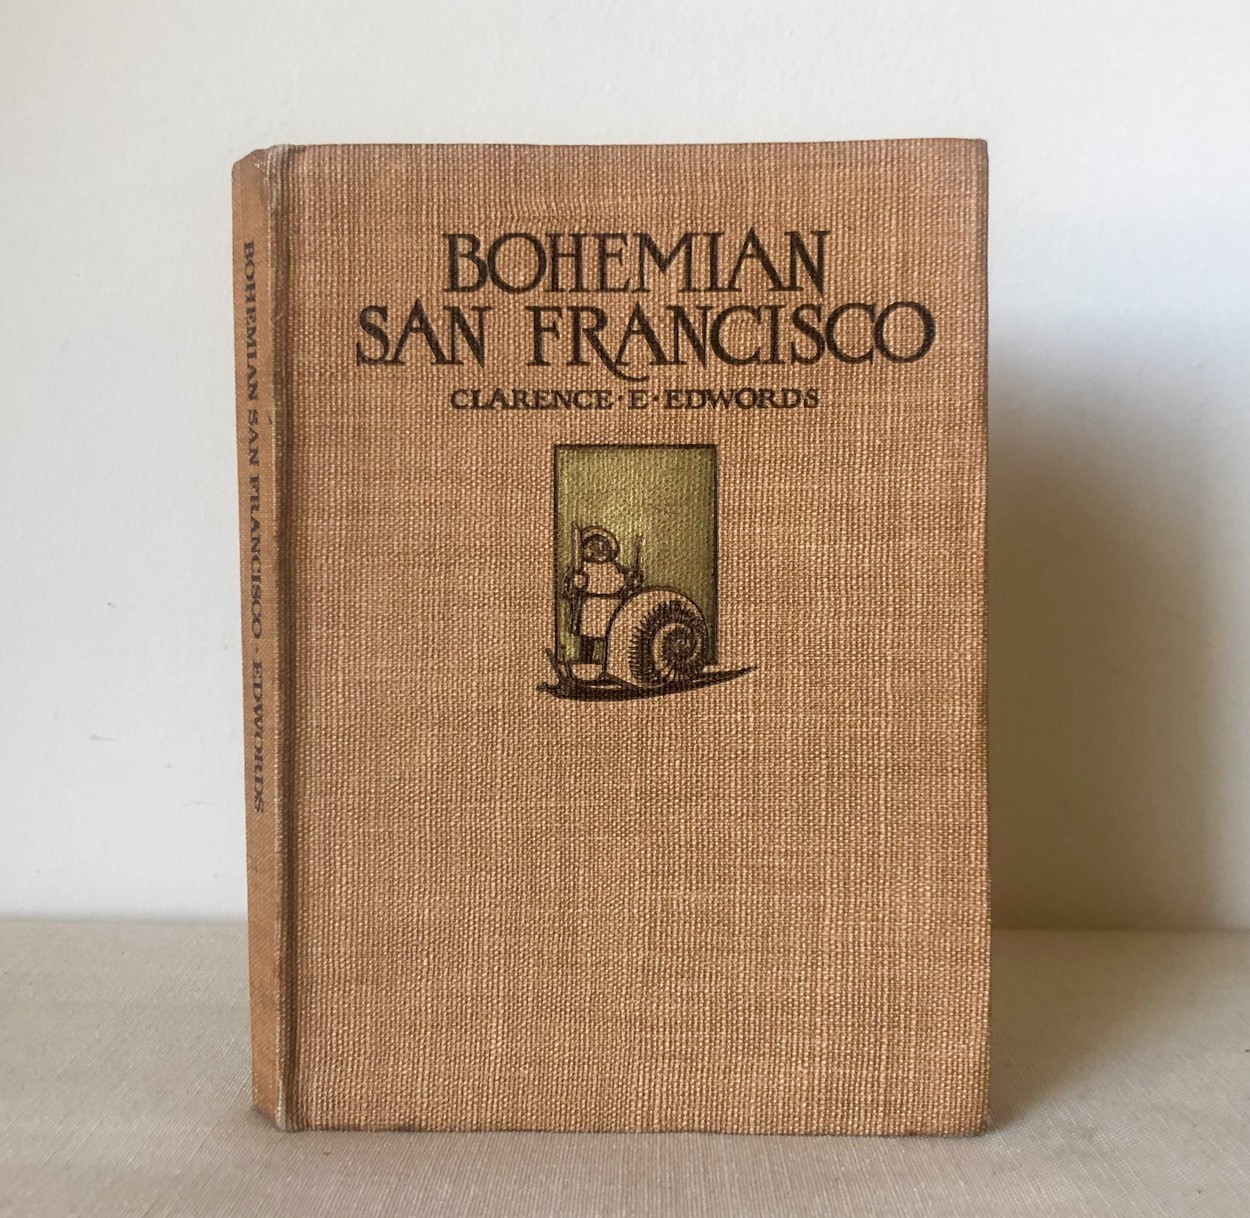 BOHEMIAN
SAN FRANCISCO
CLARENCE · E · EDWORDS
BOHEMIAN SAN FRANCISCO · EDWORDS